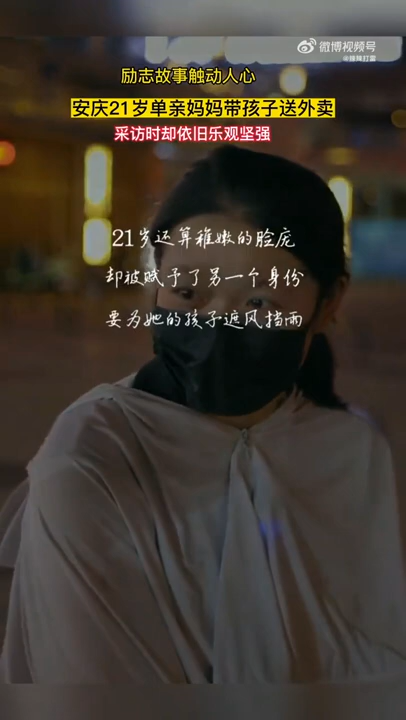 微博视频号
励志故事触动人心
安庆21岁单亲妈妈带孩子送外卖
采访时却依旧乐观坚强
21岁还算稚嫩的脸庞
却被赋予了另一个身份
要为她的孩子遮风挡雨